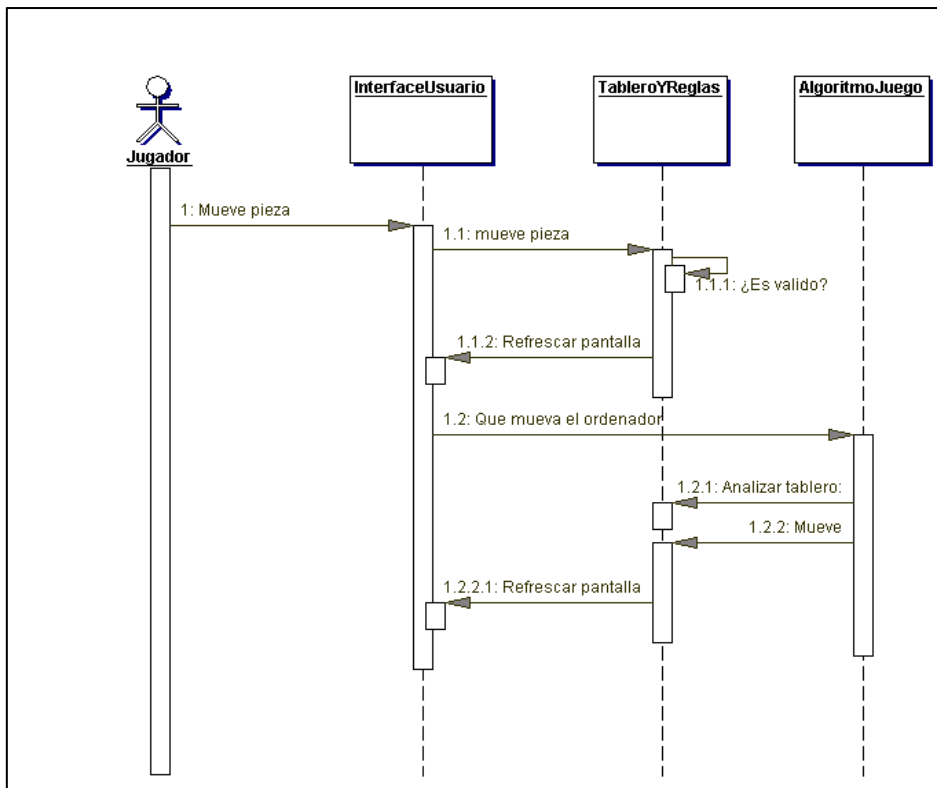 InterfaceUsuario
TableroYReglas
AlgoritmoJuego
Jugador
1: Mueve pieza
1.1: mueve pieza
1.1.1: ¿Es valido?
1.1.2: Refrescar pantalla
1.2: Que mueva el ordenador
1.2.1: Analizar tablero:
1.2.2: Mueve
1.2.2.1: Refrescar pantalla